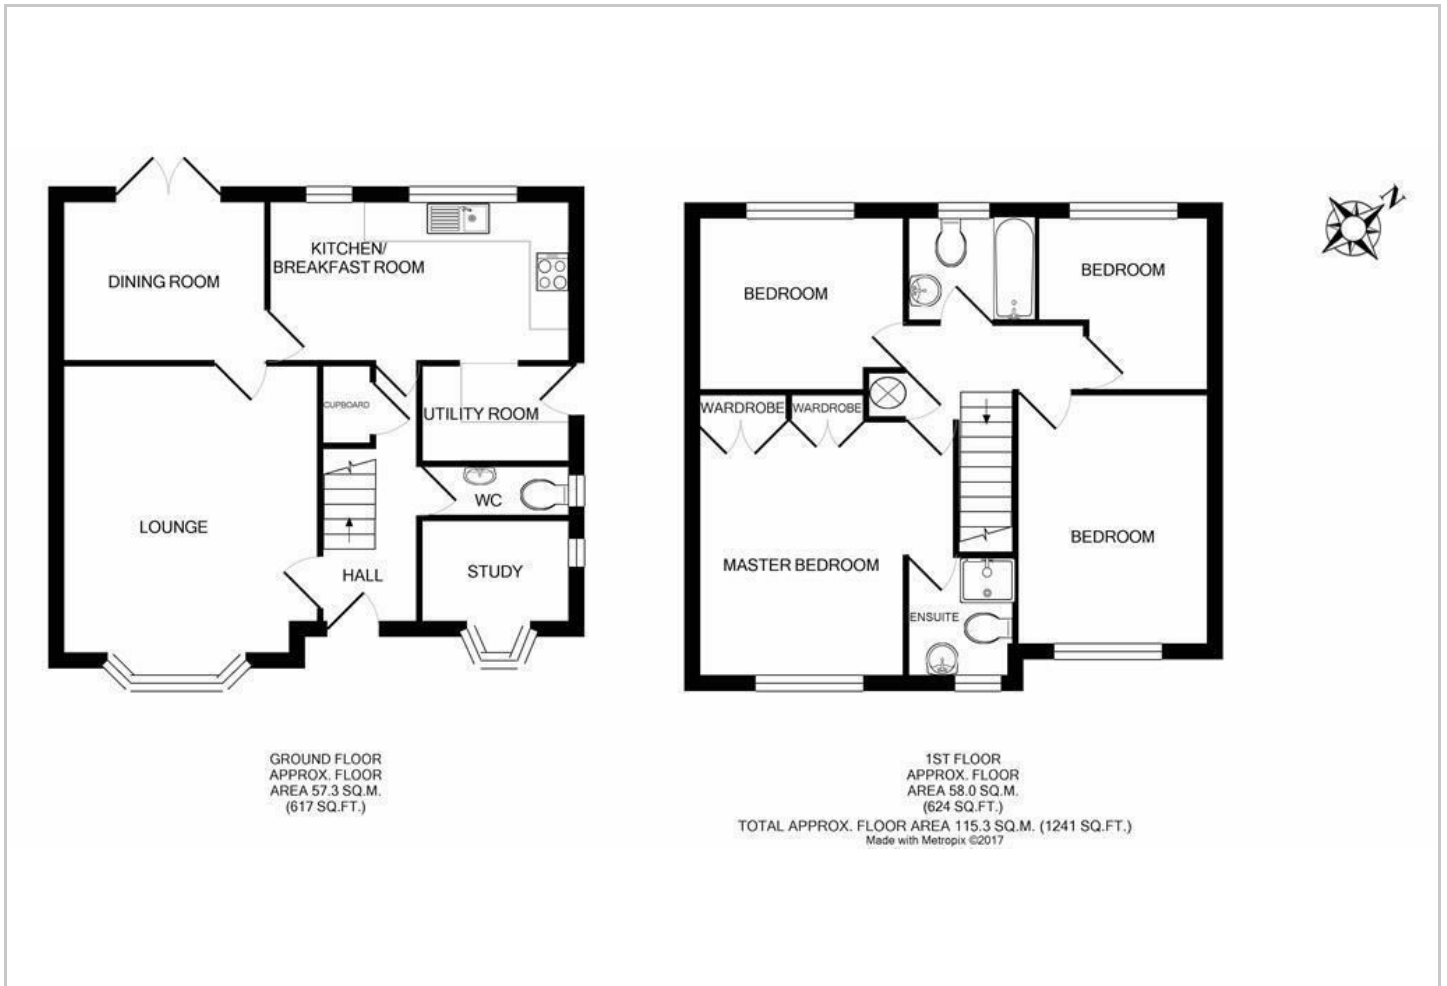 DINING ROOM
KITCHEN/
BREAKFAST ROOM
CUPBOARD
UTILITY ROOM
LOUNGE
WC
HALL
STUDY
GROUND FLOOR
APPROX. FLOOR
AREA 57.3 SQ.M.
(617 SQ.FT.)
N
BEDROOM
BEDROOM
WARDROBE
WARDROBE
MASTER BEDROOM
BEDROOM
ENSUITE
1ST FLOOR
APPROX. FLOOR
AREA 58.0 SQ.M.
(624 SQ.FT.)
TOTAL APPROX. FLOOR AREA 115.3 SQ.M. (1241 SQ.FT.)
Made with Metropix ©2017